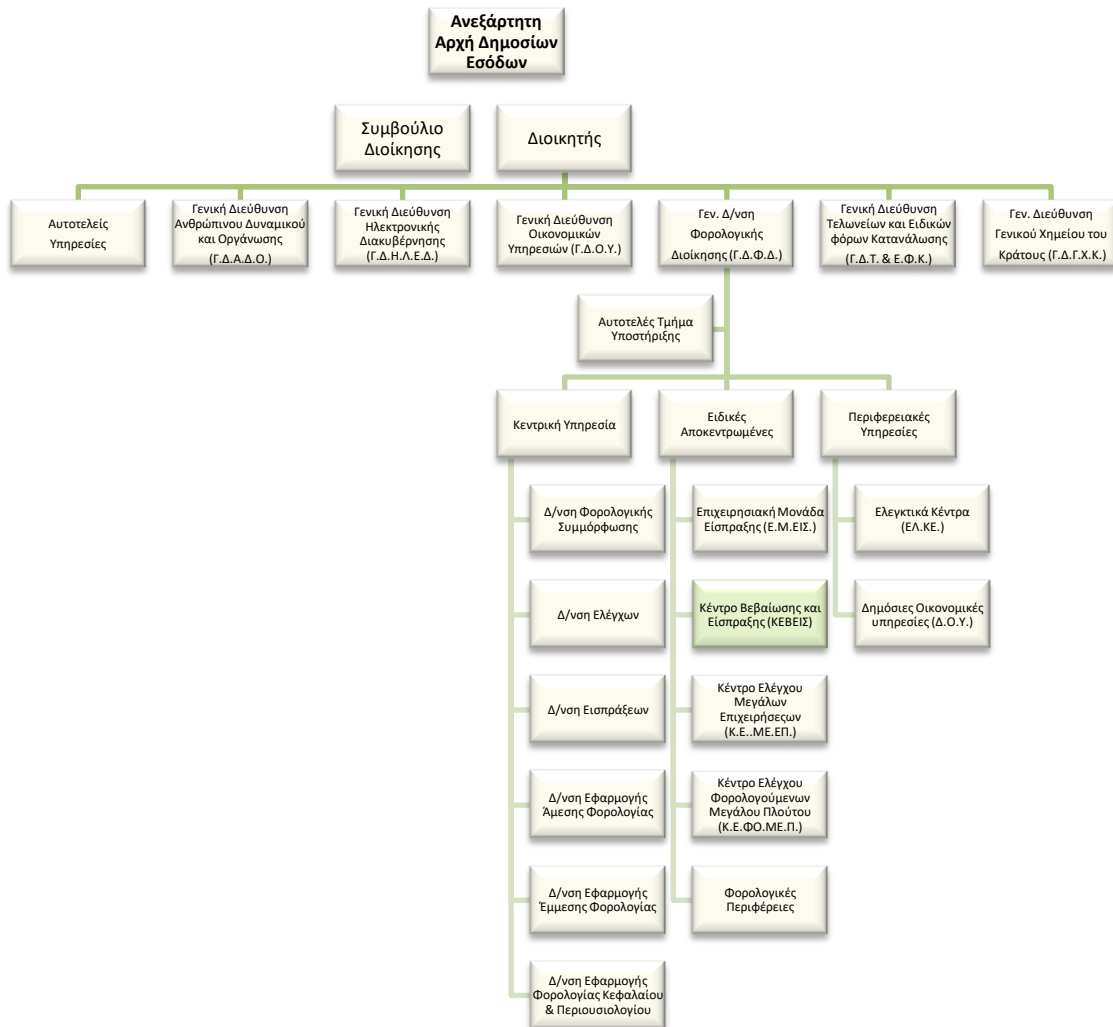 Ανεξάρτητη
Αρχή Δημοσίων
Εσόδων
Συμβούλιο
Διοίκησης
Διοικητής
Αυτοτελείς
Υπηρεσίες
Γενική Διεύθυνση
Ανθρώπινου Δυναμικού
και Οργάνωσης
(Γ.Δ.Α.Δ.Ο.)
Γενική Διεύθυνση
Ηλεκτρονικής
Διακυβέρνησης
(Γ.Δ.Η.Λ.Ε.Δ.)
Γενική Διεύθυνση
Οικονομικών
Υπηρεσιών (Γ.Δ.Ο.Υ.)
Γεν. Δ/νση
Φορολογικής
Διοίκησης (Γ.Δ.Φ.Δ.)
Γενική Διεύθυνση
Τελωνείων και Ειδικών
φόρων Κατανάλωσης
(Γ.Δ.Τ. & Ε.Φ.Κ.)
Γεν. Διεύθυνση
Γενικού Χημείου του
Κράτους (Γ.Δ.Γ.Χ.Κ.)
Αυτοτελές Τμήμα
Υποστήριξης
Κεντρική Υπηρεσία
Ειδικές
Αποκεντρωμένες
Περιφερειακές
Υπηρεσίες
Δ/νση Φορολογικής
Συμμόρφωσης
Επιχειρησιακή Μονάδα
Είσπραξης (Ε.Μ.ΕΙΣ.)
Ελεγκτικά Κέντρα
(ΕΛ.ΚΕ.)
Δ/νση Ελέγχων
Κέντρο Βεβαίωσης και
Είσπραξης (ΚΕΒΕΙΣ)
Δημόσιες Οικονομικές
υπηρεσίες (Δ.Ο.Υ.)
Δ/νση Εισπράξεων
Κέντρο Ελέγχου
Μεγάλων
Επιχειρήσεςων
(Κ.Ε..ΜΕ.ΕΠ.)
Δ/νση Εφαρμογής
Άμεσης Φορολογίας
Κέντρο Ελέγχου
Φορολογούμενων
Μεγάλου Πλούτου
(Κ.Ε.ΦΟ.ΜΕ.Π.)
Δ/νση Εφαρμογής
Έμμεσης Φορολογίας
Φορολογικές
Περιφέρειες
Δ/νση Εφαρμογής
Φορολογίας Κεφαλαίου
& Περιουσιολογίου